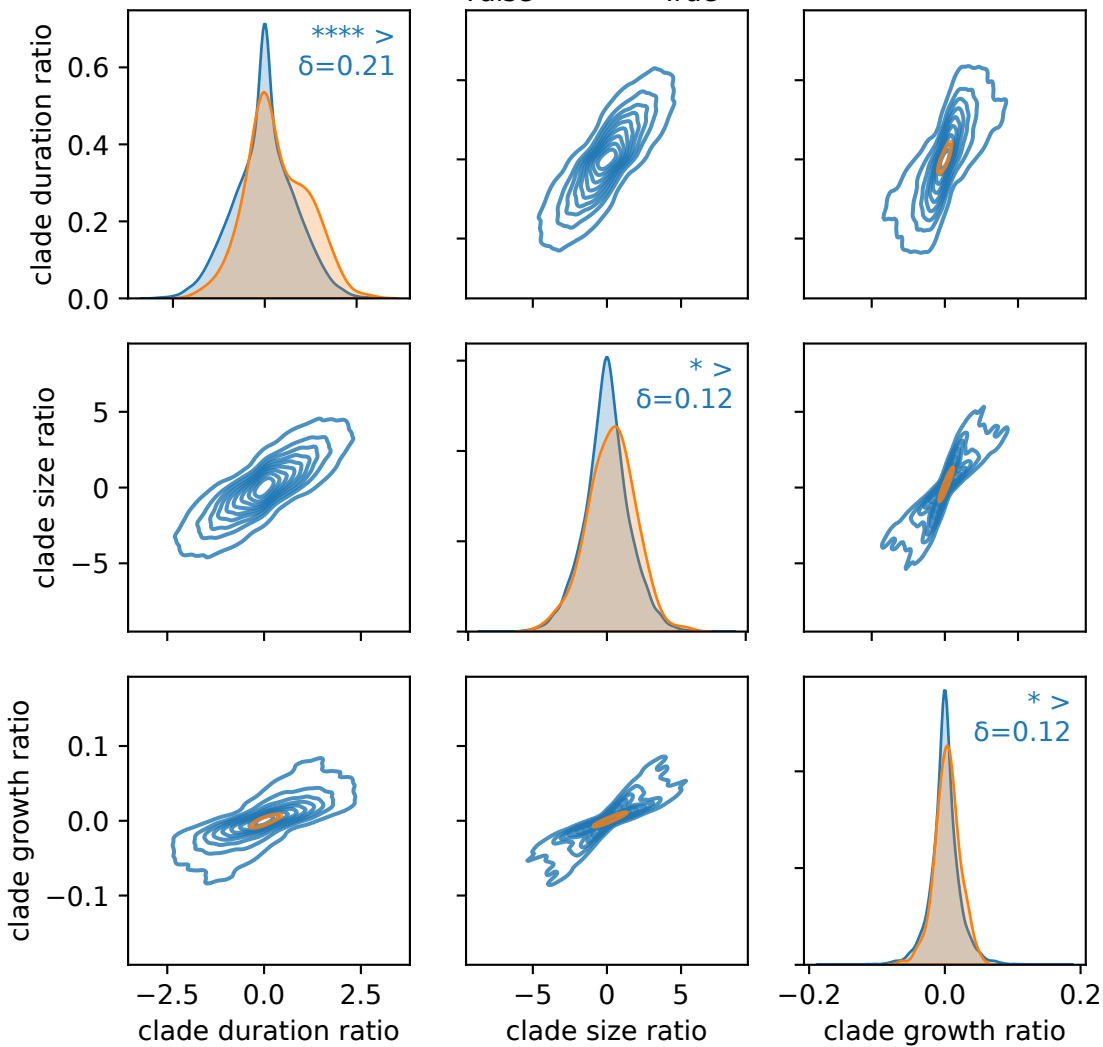 clade duration ratio
0.6
0.4
0.2
0.0
**** >
δ=0.21
clade size ratio
5
0
−5
* >
δ=0.12
clade growth ratio
0.1
0.0
−0.1
* >
δ=0.12
−2.5 0.0 2.5
−5 0 5
−0.2 0.0 0.2
clade duration ratio
clade size ratio
clade growth ratio